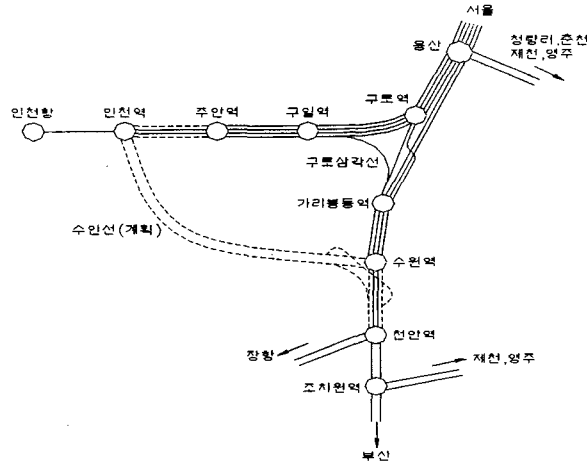 서울
용산
청량리,춘천
제천,영주
구로역
인천항
인천역
주안역
구일역
구로삼각선
가리봉동역
수인선(계획)
수원역
천안역
장항
제천,영주
조치원역
부산